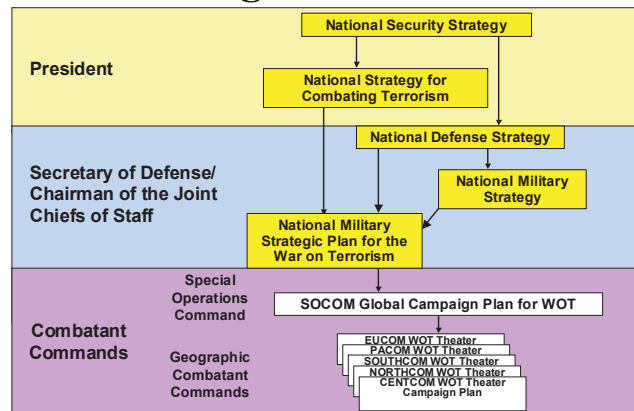 National Security Strategy
President
National Strategy for
Combating Terrorism
National Defense Strategy
Secretary of Defense/
Chairman of the Joint
Chiefs of Staff
National Military
Strategy
National Military
Strategic Plan for the
War on Terrorism
Special
Operations
Command
SOCOM Global Campaign Plan for WOT
Combatant
Commands
Geographic
Combatant
Commands
EUCOM WOT Theater
PACOM WOT Theater
SOUTHCOM WOT Theater
NORTHCOM WOT Theater
CENTCOM WOT Theater
Campaign Plan